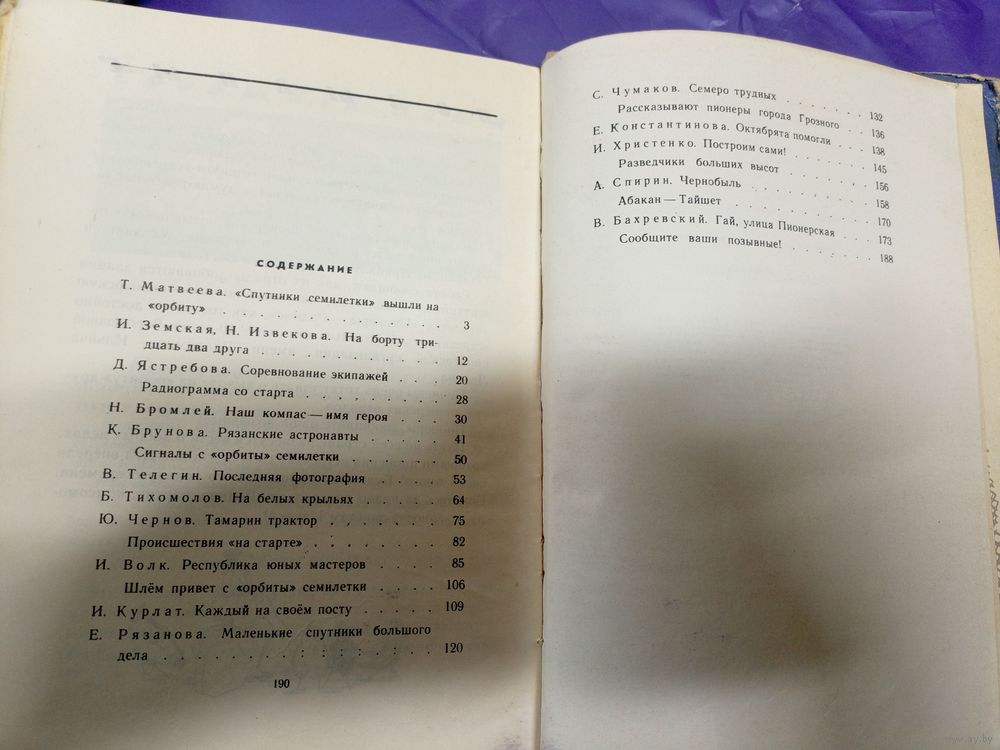 СОДЕРЖАНИЕ
Т. Матвеева. «Спутники семилетки» вышли на
«орбиту» . . . . . . . . . . . . . . 3
И. Земская, Н. Извекова. На борту три-
дцать два друга . . . . . . . . . . 12
Д. Ястребова. Соревнование экипажей . . . 20
Радиограмма со старта . . . . . . . . 28
Н. Бромлей. Наш компас — имя героя . . . 30
К. Брунова. Рязанские астронавты . . . . . 41
Сигналы с «орбиты» семилетки . . . . . . 50
В. Телегин. Последняя фотография . . . . . 53
Б. Тихомолов. На белых крыльях . . . . . 64
Ю. Чернов. Тамарин трактор . . . . . . . 75
Происшествия «на старте» . . . . . . . . 82
И. Волк. Республика юных мастеров . . . . 85
Шлём привет с «орбиты» семилетки . . . . 106
И. Курлат. Каждый на своём посту . . . . . 109
Е. Рязанова. Маленькие спутники большого
дела . . . . . . . . . . . . . . . 120
190
С. Чумаков. Семеро трудных . . . . . . . 132
Рассказывают пионеры города Грозного . . 136
Е. Константинова. Октябрята помогли . . . 138
И. Христенко. Построим сами! . . . . . . 145
Разведчики больших высот . . . . . . . 156
А. Спирин. Чернобыль . . . . . . . . . 158
Абакан — Тайшет . . . . . . . . . . 170
В. Бахревский. Гай, улица Пионерская . . . 173
Сообщите ваши позывные! . . . . . . . 188
www.ay.by